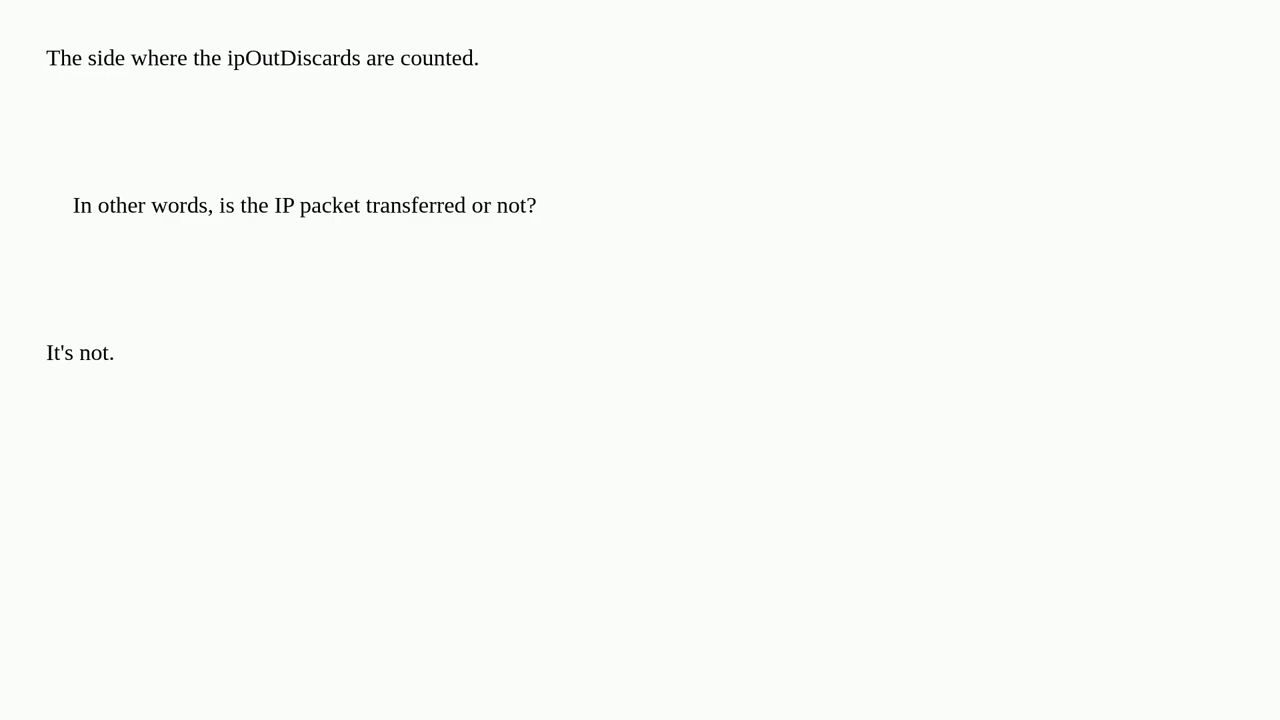 The side where the ipOutDiscards are counted.
In other words, is the IP packet transferred or not?
It's not.